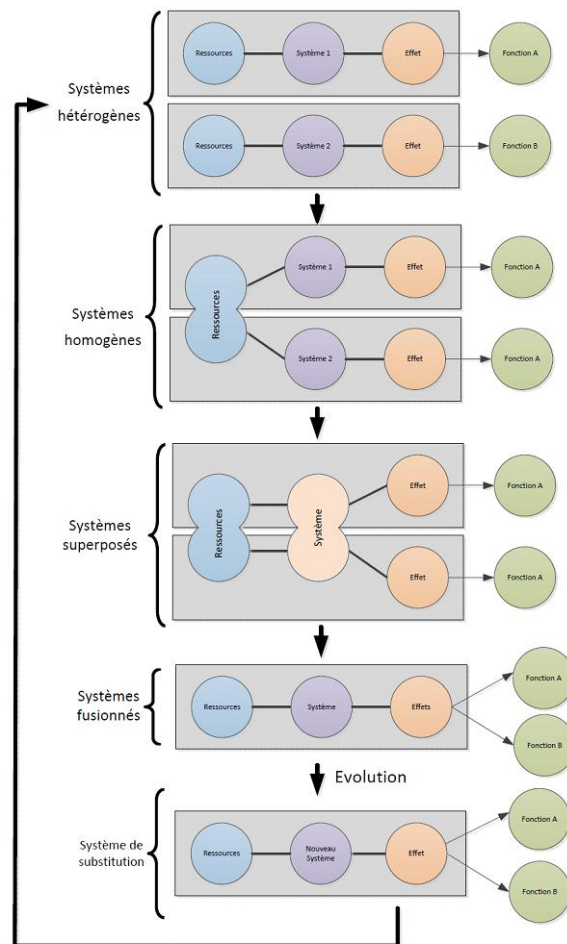 Ressources
Système 1
Effet
Fonction A
Systèmes
hétérogènes
Ressources
Système 2
Effet
Fonction B
Système 1
Effet
Fonction A
Ressources
Systèmes
homogènes
Système 2
Effet
Fonction A
Effet
Fonction A
Ressources
Système
Systèmes
superposés
Effet
Fonction A
Systèmes
fusionnés
Ressources
Système
Effets
Fonction A
Fonction B
Evolution
Système de
substitution
Ressources
Nouveau
Système
Effet
Fonction A
Fonction B